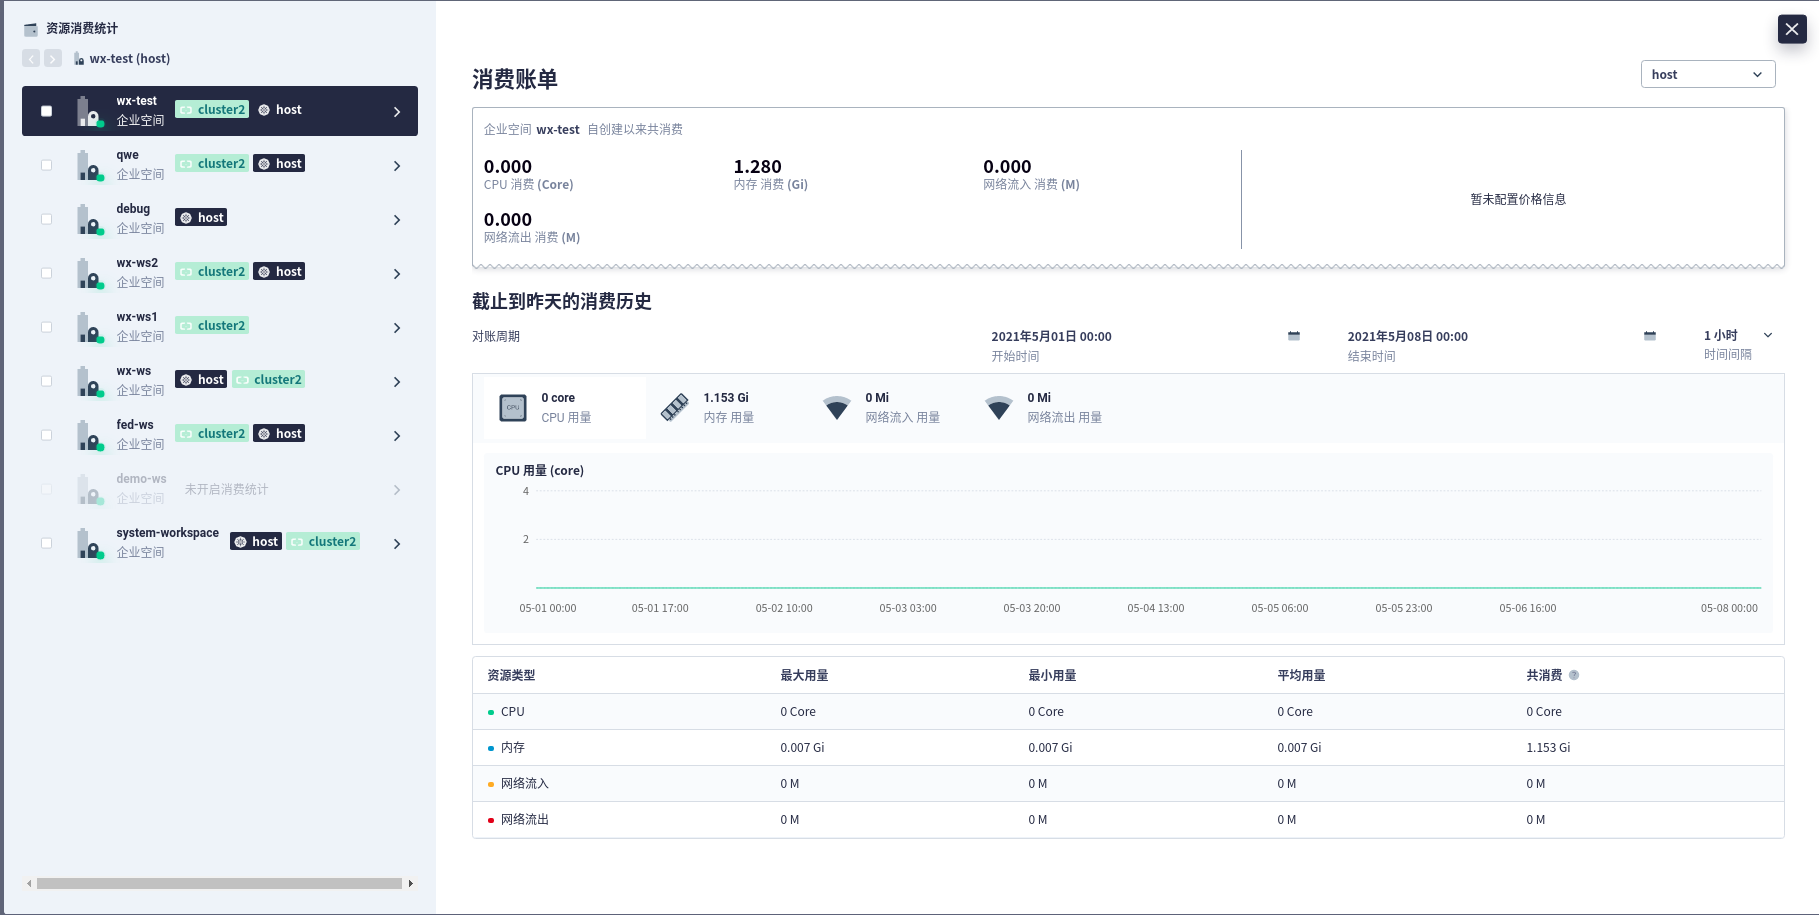 资源消费统计
wx-test (host)
wx-test
企业空间
cluster2 host
qwe
企业空间
cluster2 host
debug
企业空间
host
wx-ws2
企业空间
cluster2 host
wx-ws1
企业空间
cluster2
wx-ws
企业空间
host cluster2
fed-ws
企业空间
cluster2 host
demo-ws
企业空间
未开启消费统计
system-workspace
企业空间
host cluster2
消费账单
host
企业空间 wx-test 自创建以来共消费
0.000 1.280 0.000
CPU 消费 (Core) 内存 消费 (Gi) 网络流入 消费 (M)
0.000
网络流出 消费 (M)
暂未配置价格信息
截止到昨天的消费历史
对账周期
2021年5月01日 00:00
开始时间
2021年5月08日 00:00
结束时间
1 小时
时间间隔
CPU
0 core
CPU 用量
1.153 Gi
内存 用量
0 Mi
网络流入 用量
0 Mi
网络流出 用量
CPU 用量 (core)
4
2
05-01 00:00 05-01 17:00 05-02 10:00 05-03 03:00 05-03 20:00 05-04 13:00 05-05 06:00 05-05 23:00 05-06 16:00 05-08 00:00
资源类型 最大用量 最小用量 平均用量 共消费 ?
CPU 0 Core 0 Core 0 Core 0 Core
内存 0.007 Gi 0.007 Gi 0.007 Gi 1.153 Gi
网络流入 0 M 0 M 0 M 0 M
网络流出 0 M 0 M 0 M 0 M